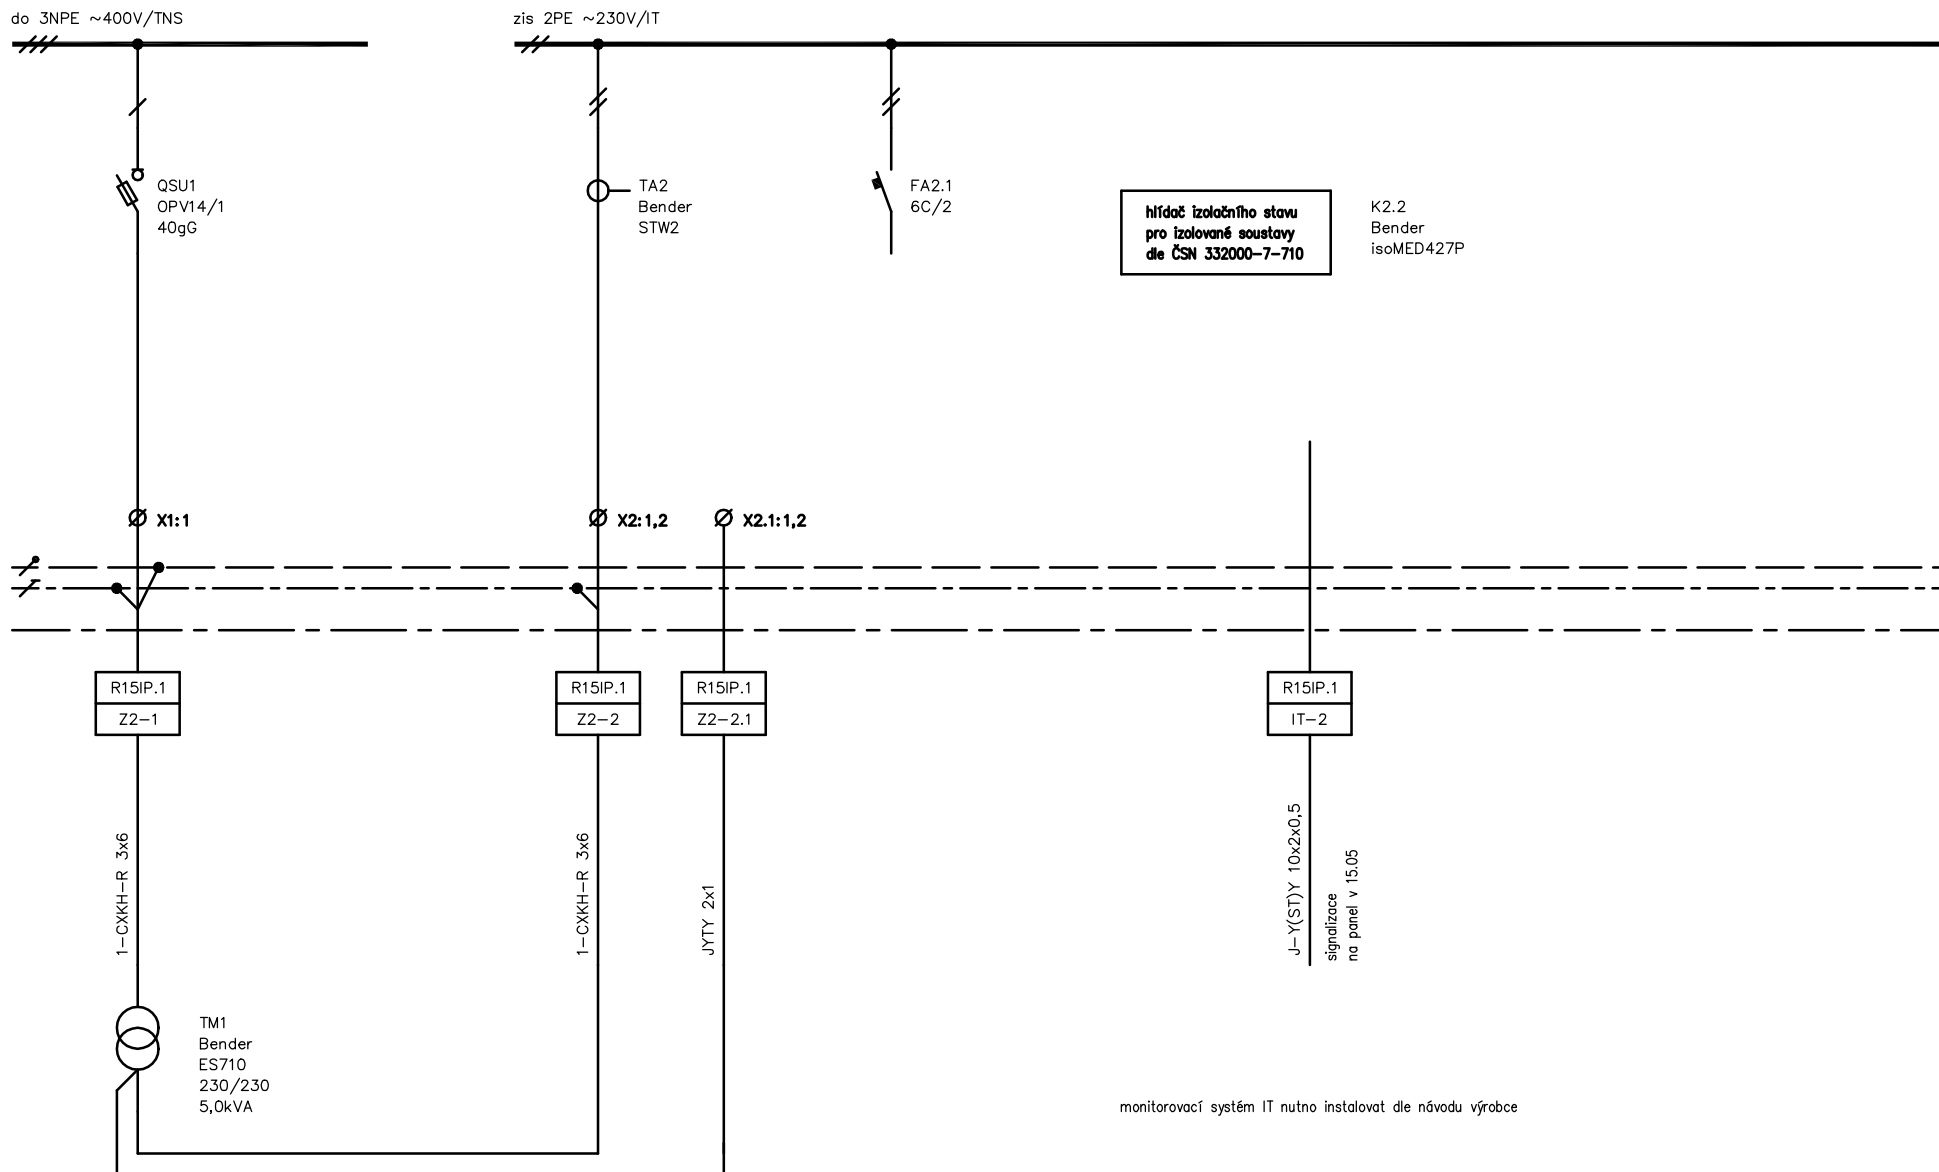 do 3NPE ~400V/TNS
zis 2PE ~230V/IT
QSU1
OPV14/1
40gG
TA2
Bender
STW2
FA2.1
6C/2
hlídač izolačního stavu
pro izolované soustavy
dle ČSN 332000-7-710
K2.2
Bender
isoMED427P
X1:1
X2:1,2
X2.1:1,2
R15IP.1
Z2-1
R15IP.1
Z2-2
R15IP.1
Z2-2.1
R15IP.1
IT-2
1-CXKH-R 3x6
1-CXKH-R 3x6
JYTY 2x1
J-Y(ST)Y 10x2x0,5
signalizace
na panel v 15.05
TM1
Bender
ES710
230/230
5,0kVA
monitorovací systém IT nutno instalovat dle návodu výrobce